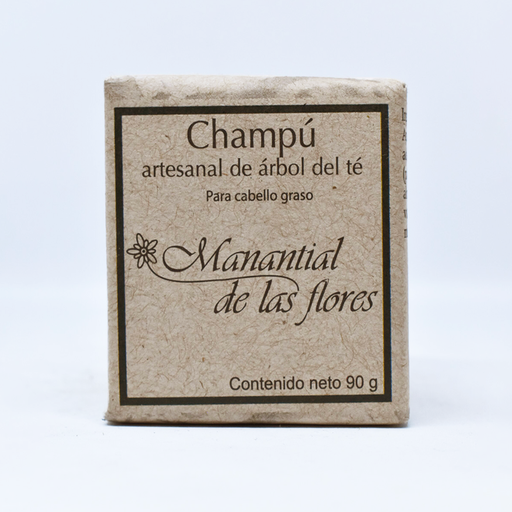 Champú
artesanal de árbol del té
Para cabello graso
Manantial
de las flores
Contenido neto 90 g